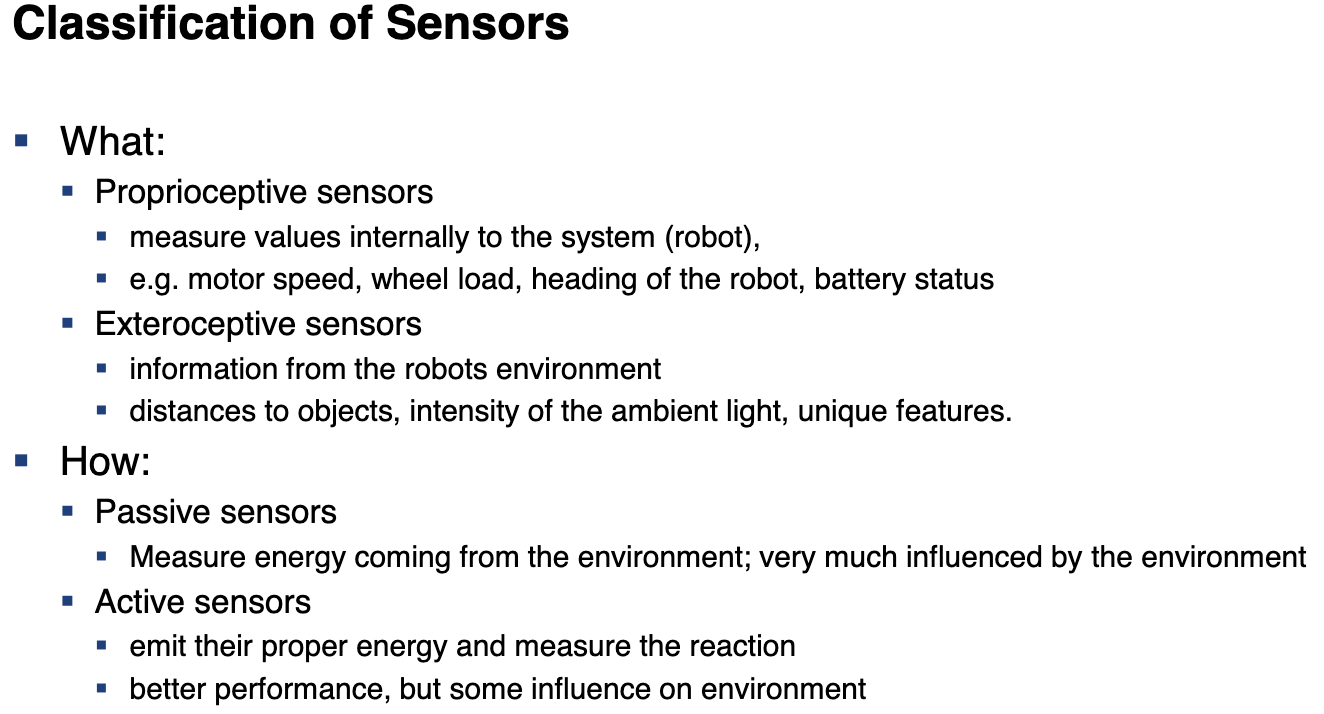 Classification of Sensors
What:
Proprioceptive sensors
measure values internally to the system (robot),
e.g. motor speed, wheel load, heading of the robot, battery status
Exteroceptive sensors
information from the robots environment
distances to objects, intensity of the ambient light, unique features.
How:
Passive sensors
Measure energy coming from the environment; very much influenced by the environment
Active sensors
emit their proper energy and measure the reaction
better performance, but some influence on environment